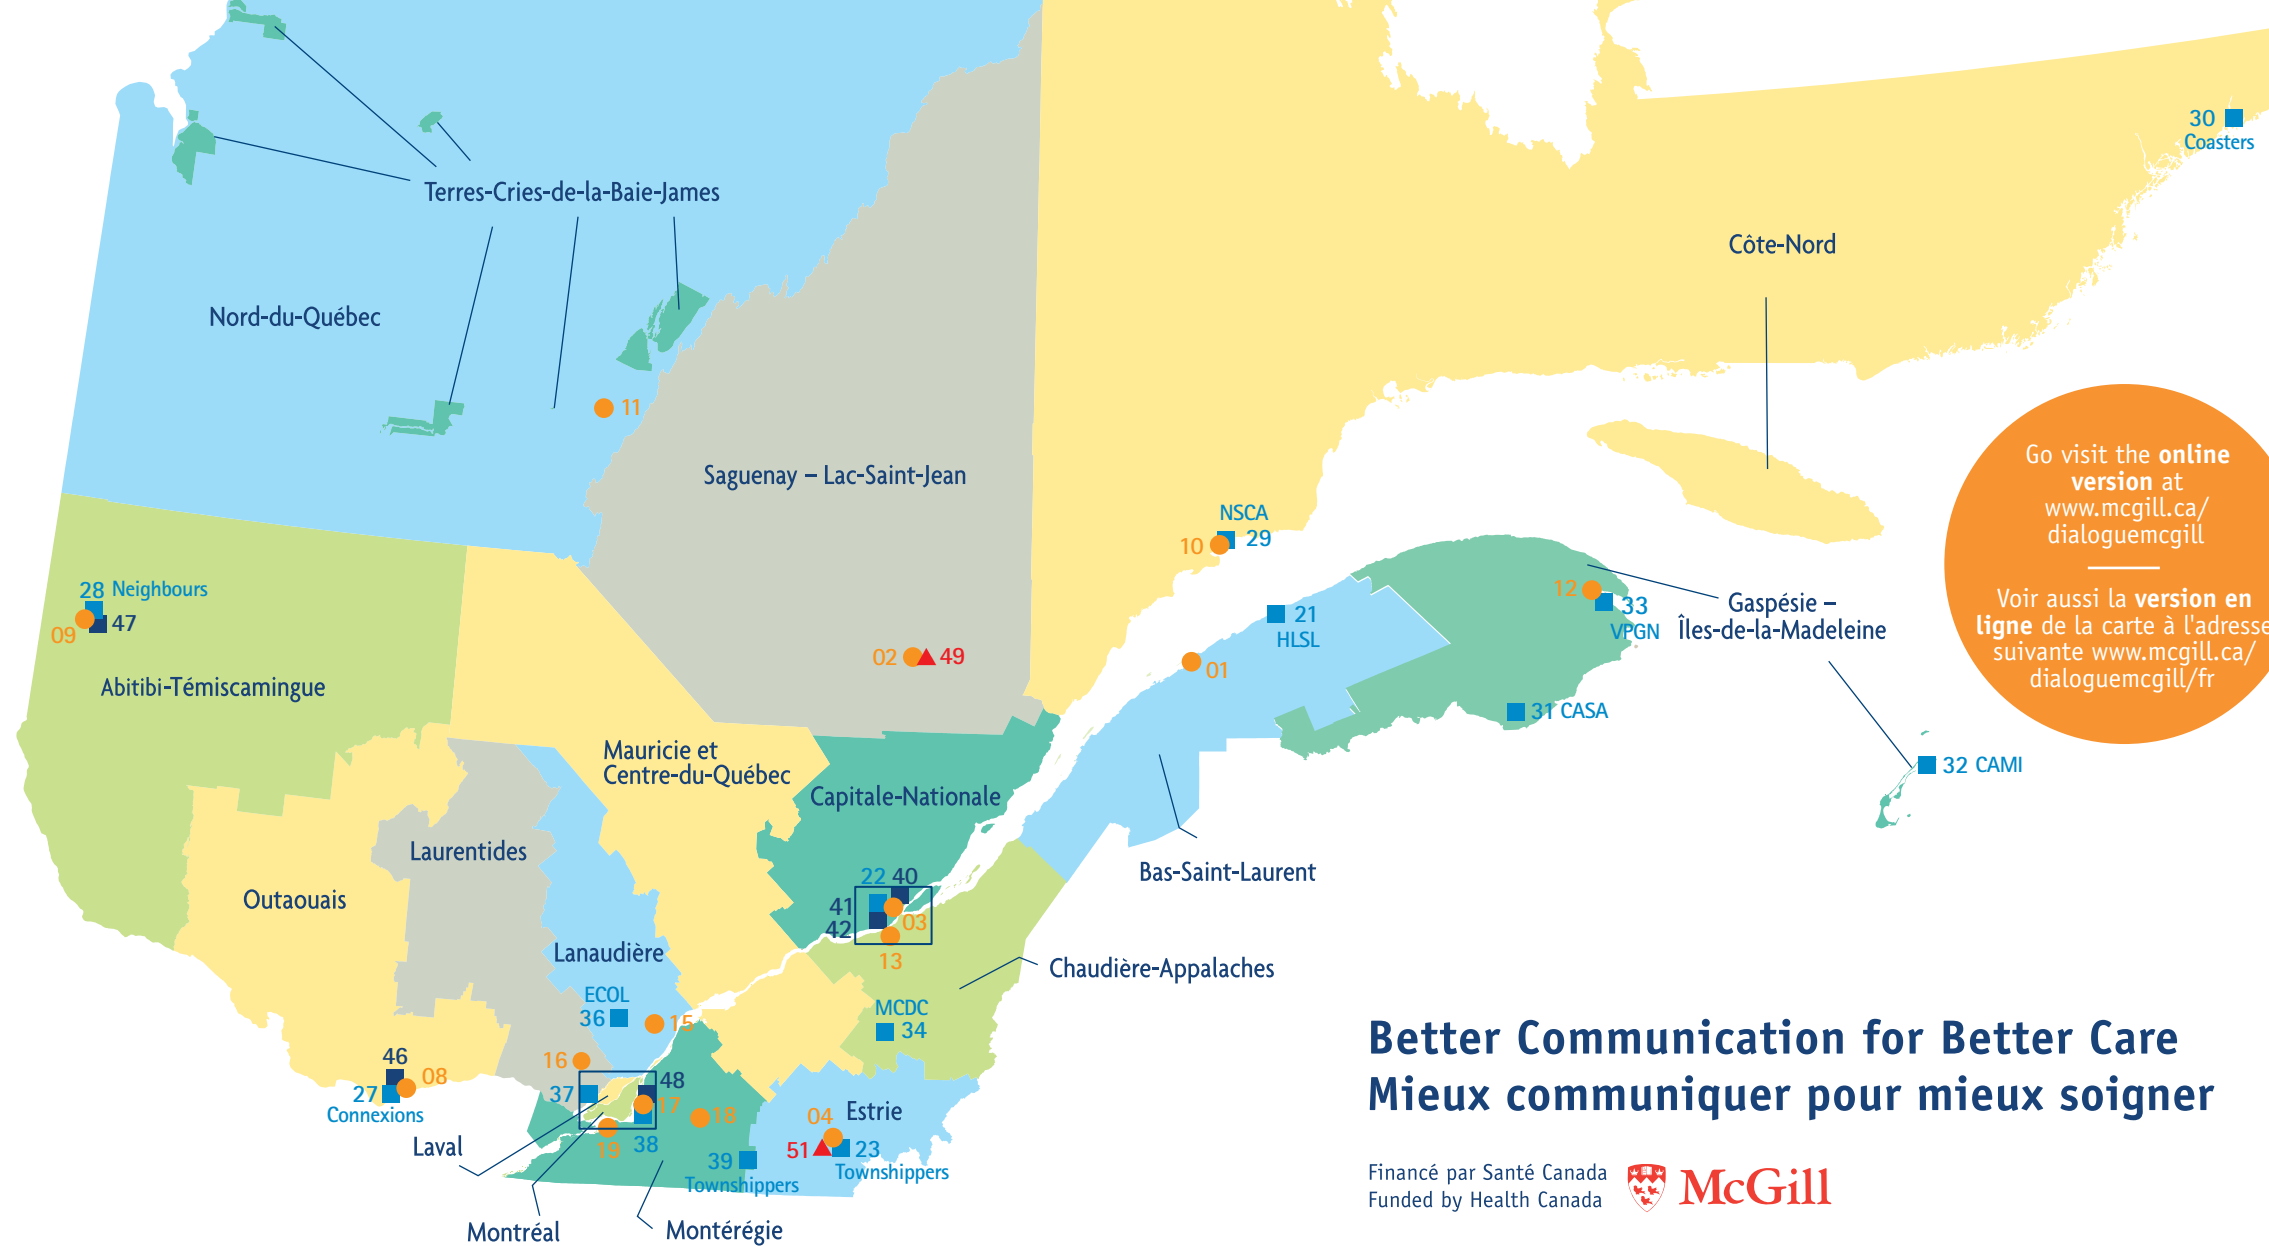 30
Coasters
Terres-Cries-de-la-Baie-James
Côte-Nord
Nord-du-Québec
11
Saguenay – Lac-Saint-Jean
Go visit the online
version at
www.mcgill.ca/
dialoguemcgill
Voir aussi la version en
ligne de la carte à l'adresse
suivante www.mcgill.ca/
dialoguemcgill/fr
NSCA
10
29
28 Neighbours
09
47
12
33
VPGN
Gaspésie –
Îles-de-la-Madeleine
21
HLSL
01
02
49
Abitibi-Témiscamingue
31 CASA
Mauricie et
Centre-du-Québec
32 CAMI
Capitale-Nationale
Laurentides
Bas-Saint-Laurent
22 40
41
42
03
13
Outaouais
Lanaudière
Chaudière-Appalaches
ECOL
36
15
MCDC
34
16
46
08
27
Connexions
37
48
17
18
19
38
04
Estrie
51
23
Townshippers
39
Townshippers
Laval
Montréal
Montérégie
Better Communication for Better Care
Mieux communiquer pour mieux soigner
Financé par Santé Canada
Funded by Health Canada
McGill